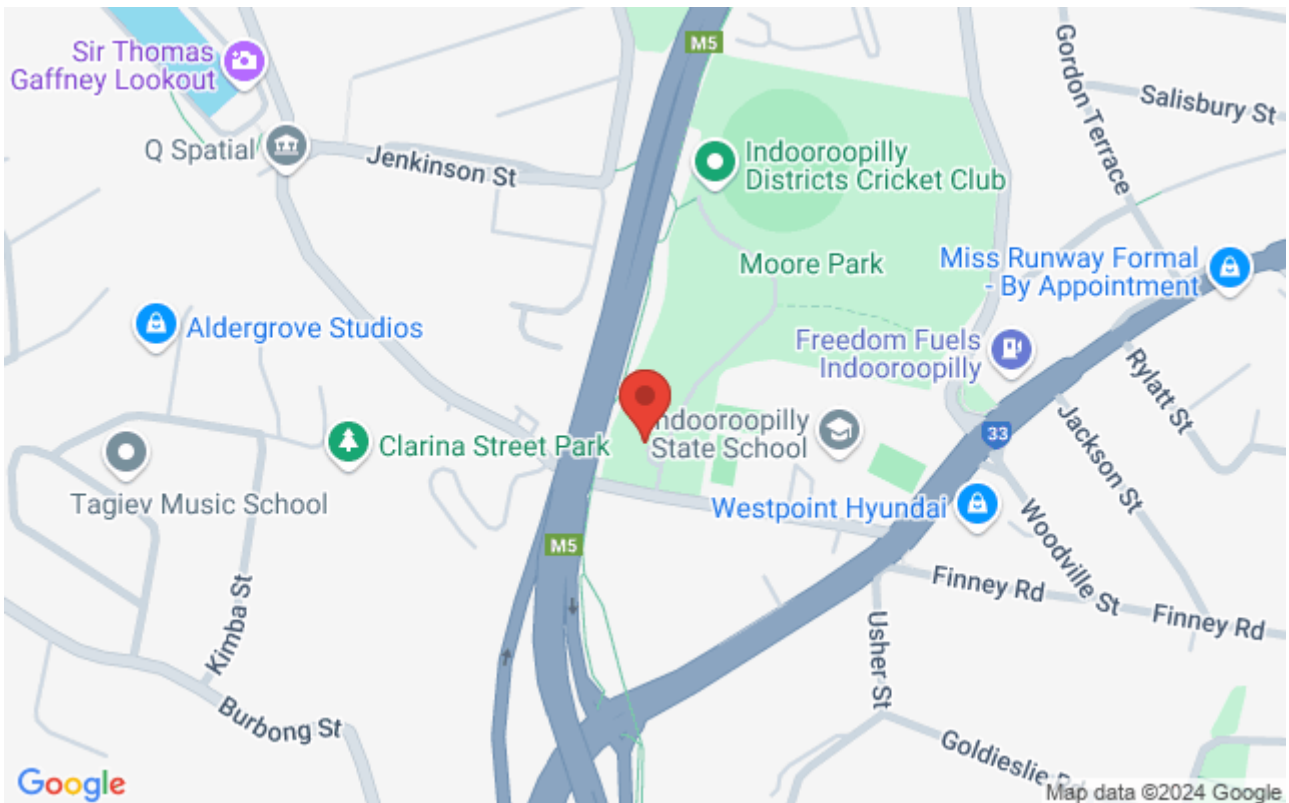 M5
Sir Thomas
Gaffney Lookout
Gordon Terrace
Salisbury St
Q Spatial
Jenkinson St
Indooroopilly
Districts Cricket Club
Moore Park
Miss Runway Formal
- By Appointment
Aldergrove Studios
Freedom Fuels
Indooroopilly
Rylatt St
Jackson St
ndooroopilly
State School
33
Clarina Street Park
Tagiev Music School
Westpoint Hyundai
Woodville St
M5
Finney Rd
Finney Rd
Kimba St
Usher St
Burbong St
Goldieslie
Google
Map data ©2024 Google